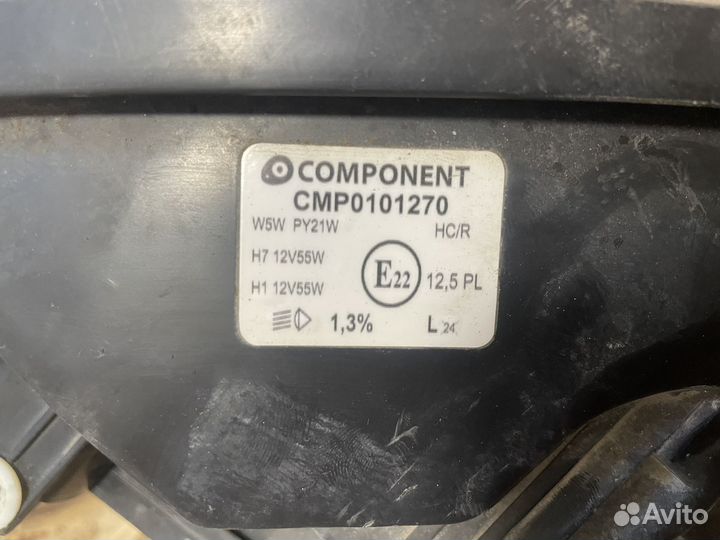 COMPONENT
CMP0101270
W5W PY21W HC/R
H7 12V55W
E22 12,5 PL
H1 12V55W
1,3% L 24
Avito